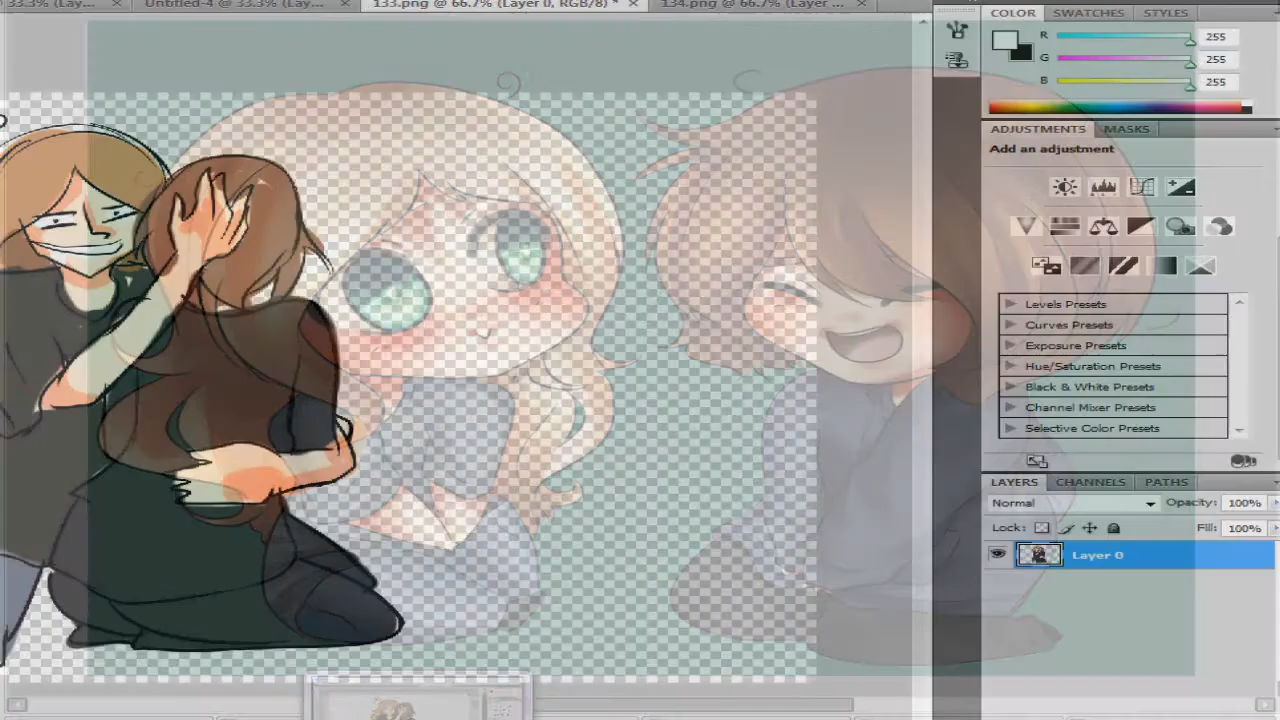 33.3% (Lay... × Untitled-4 @ 33.3% (Lay... × 133.png @ 66.7% (Layer 0, RGB/8) * × 134.png @ 66.7% (Layer ... ×
COLOR SWATCHES STYLES
R 255
G 255
B 255
ADJUSTMENTS MASKS
Add an adjustment
Levels Presets
Curves Presets
Exposure Presets
Hue/Saturation Presets
Black & White Presets
Channel Mixer Presets
Selective Color Presets
LAYERS CHANNELS PATHS
Normal Opacity: 100%
Lock: Fill: 100%
Layer 0